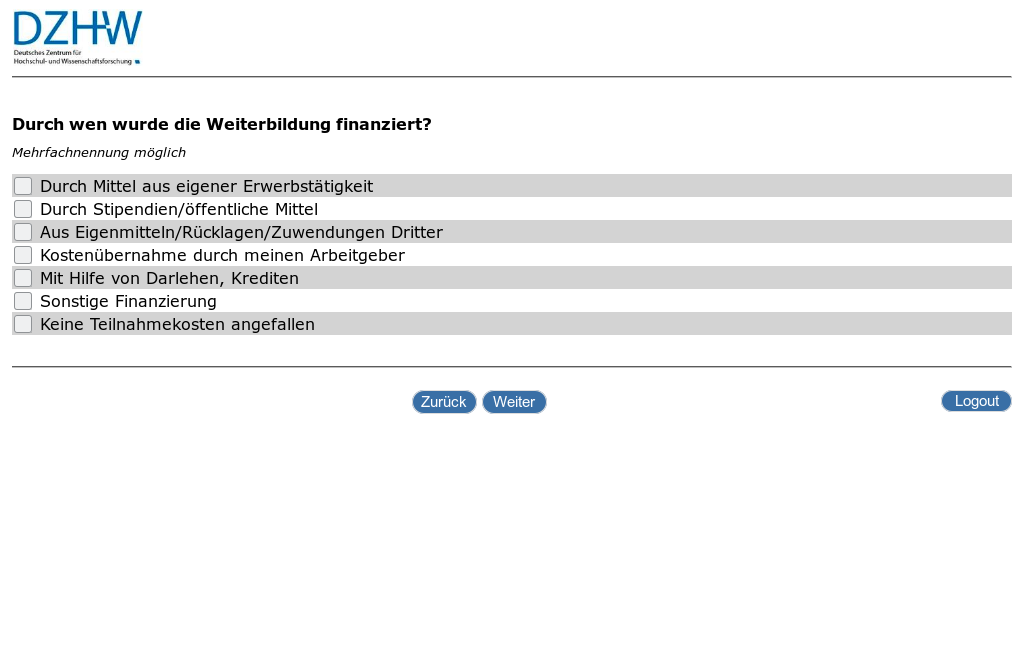 DZHW
Deutsches Zentrum für
Hochschul- und Wissenschaftsforschung
Durch wen wurde die Weiterbildung finanziert?
Mehrfachnennung möglich
Durch Mittel aus eigener Erwerbstätigkeit
Durch Stipendien/öffentliche Mittel
Aus Eigenmitteln/Rücklagen/Zuwendungen Dritter
Kostenübernahme durch meinen Arbeitgeber
Mit Hilfe von Darlehen, Krediten
Sonstige Finanzierung
Keine Teilnahmekosten angefallen
Zurück Weiter Logout